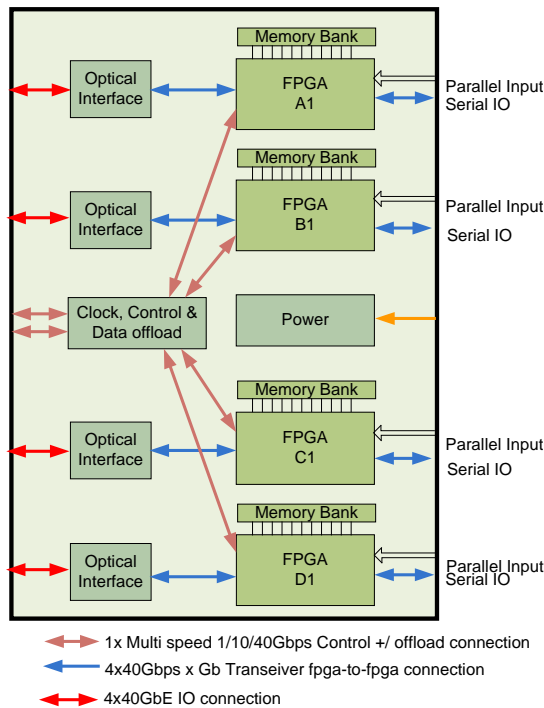 Memory Bank
Optical
Interface
FPGA
A1
Parallel Input
Serial IO
Memory Bank
Optical
Interface
FPGA
B1
Parallel Input
Serial IO
Clock, Control &
Data offload
Power
Memory Bank
Optical
Interface
FPGA
C1
Parallel Input
Serial IO
Memory Bank
Optical
Interface
FPGA
D1
Parallel Input
Serial IO
1x Multi speed 1/10/40Gbps Control +/ offload connection
4x40Gbps x Gb Transeiver fpga-to-fpga connection
4x40GbE IO connection